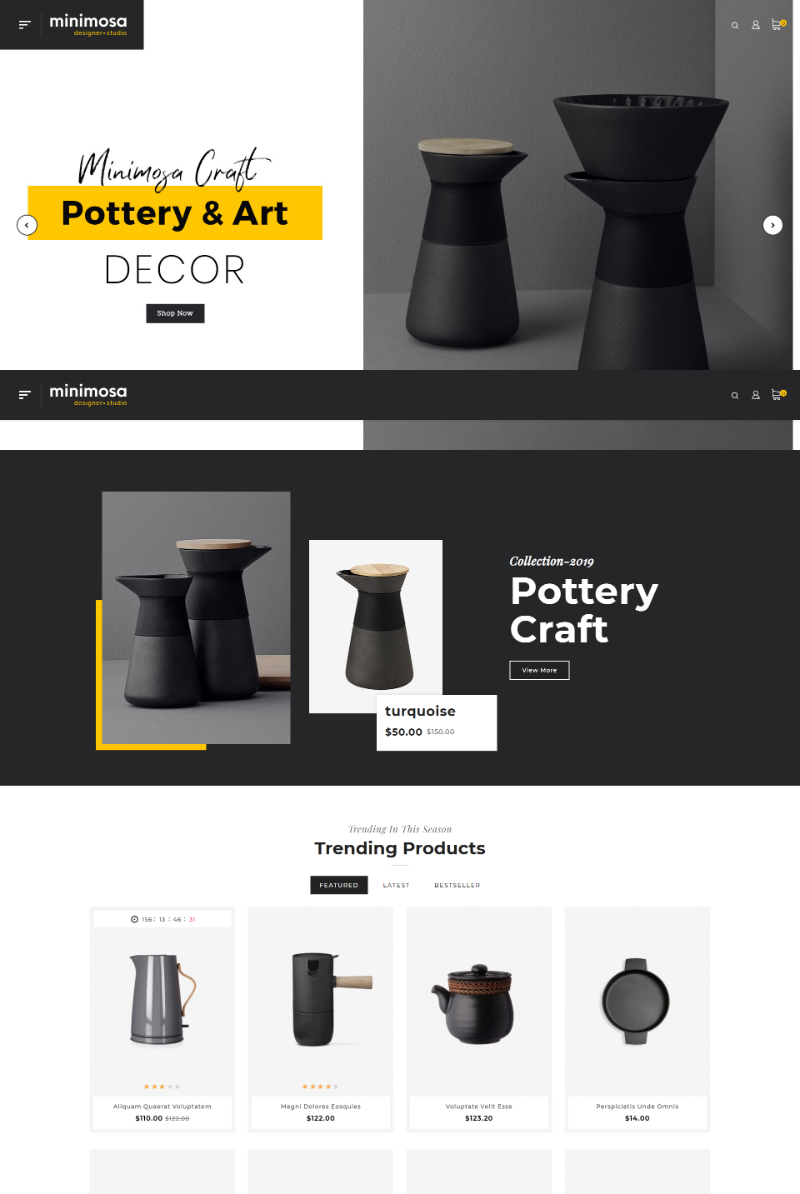 minimosa
designer•studio
0
Minimosa Craft
Pottery & Art
DECOR
Shop Now
minimosa
designer•studio
0
Collection-2019
Pottery
Craft
View More
turquoise
$50.00 $150.00
Trending In This Season
Trending Products
FEATURED LATEST BESTSELLER
156 : 13 : 46 : 31
Aliquam Quaerat Voluptatem
$110.00 $122.00
Magni Dolores Eosquies
$122.00
Voluptate Velit Esse
$123.20
Perspiciatis Unde Omnis
$14.00